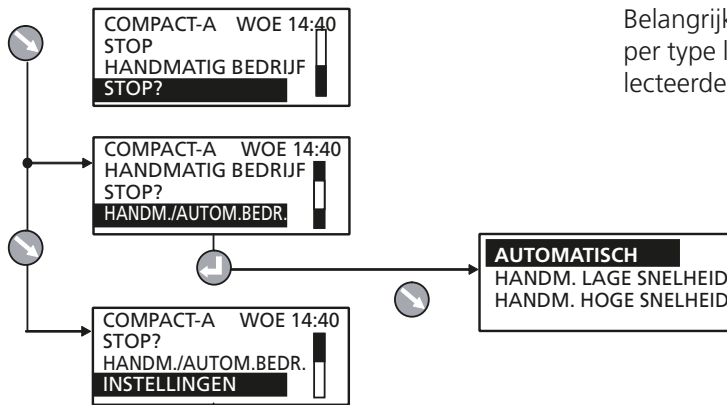 COMPACT-A WOE 14:40
STOP
HANDMATIG BEDRIJF
STOP?
Belangrijk
per type l
lecteerde
COMPACT-A WOE 14:40
HANDMATIG BEDRIJF
STOP?
HANDM./AUTOM.BEDR.
AUTOMATISCH
HANDM. LAGE SNELHEID
HANDM. HOGE SNELHEID
COMPACT-A WOE 14:40
STOP?
HANDM./AUTOM.BEDR.
INSTELLINGEN